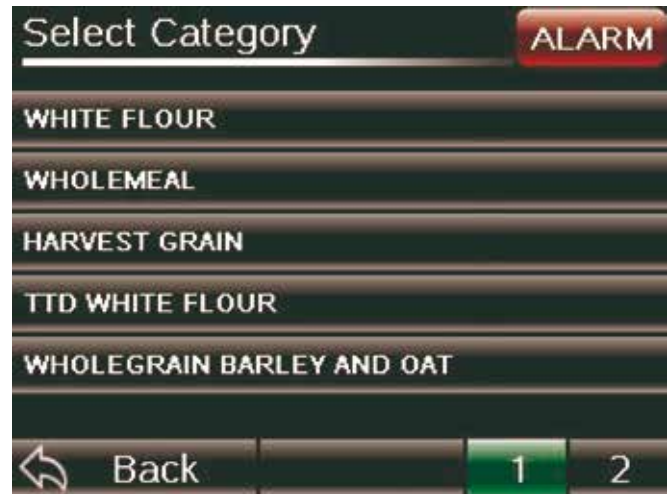 Select Category ALARM
WHITE FLOUR
WHOLEMEAL
HARVEST GRAIN
TTD WHITE FLOUR
WHOLEGRAIN BARLEY AND OAT
Back 1 2